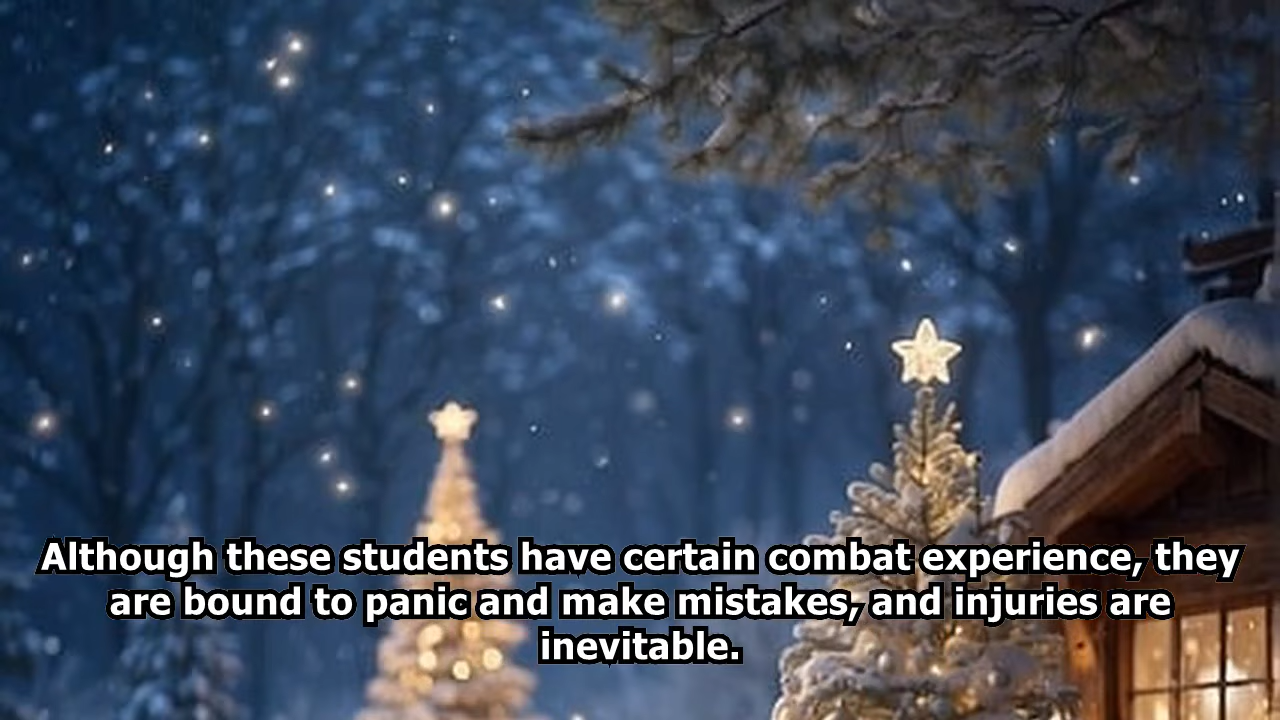 Although these students have certain combat experience, they
are bound to panic and make mistakes, and injuries are
inevitable.